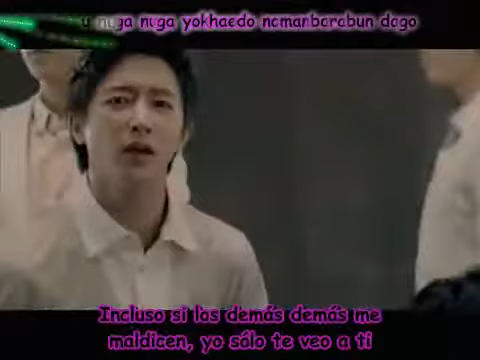 u nuga nuga yokhaedo nomanbarabun dago
Incluso si los demás demás me
maldicen, yo sólo te veo a ti